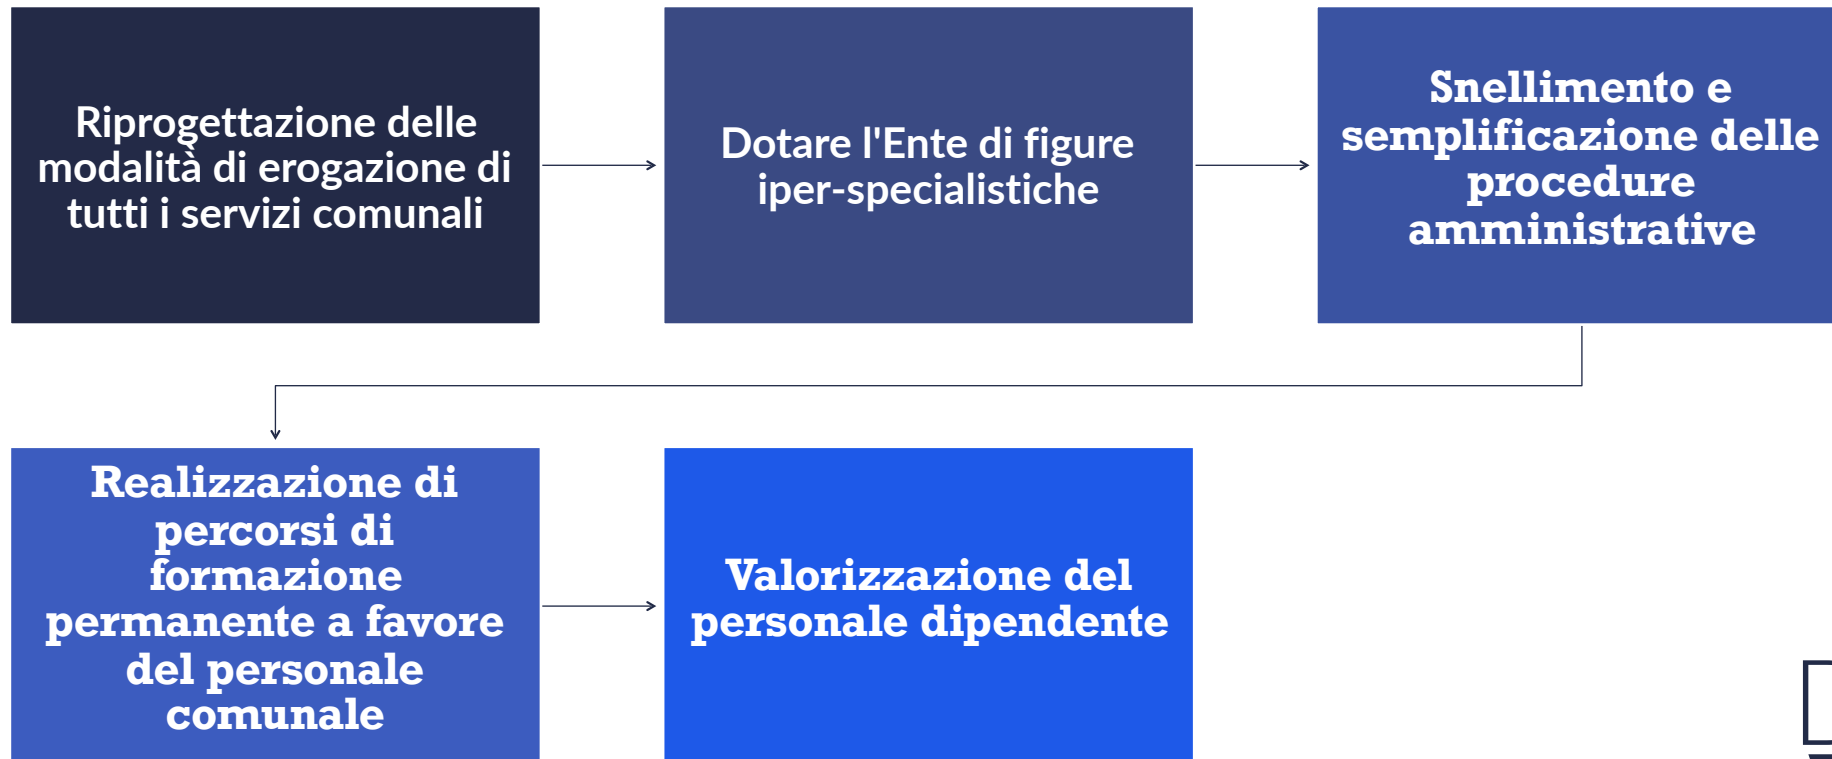 Riprogettazione delle
modalità di erogazione di
tutti i servizi comunali
Dotare l'Ente di figure
iper-specialistiche
Snellimento e
semplificazione delle
procedure
amministrative
Realizzazione di
percorsi di
formazione
permanente a favore
del personale
comunale
Valorizzazione del
personale dipendente